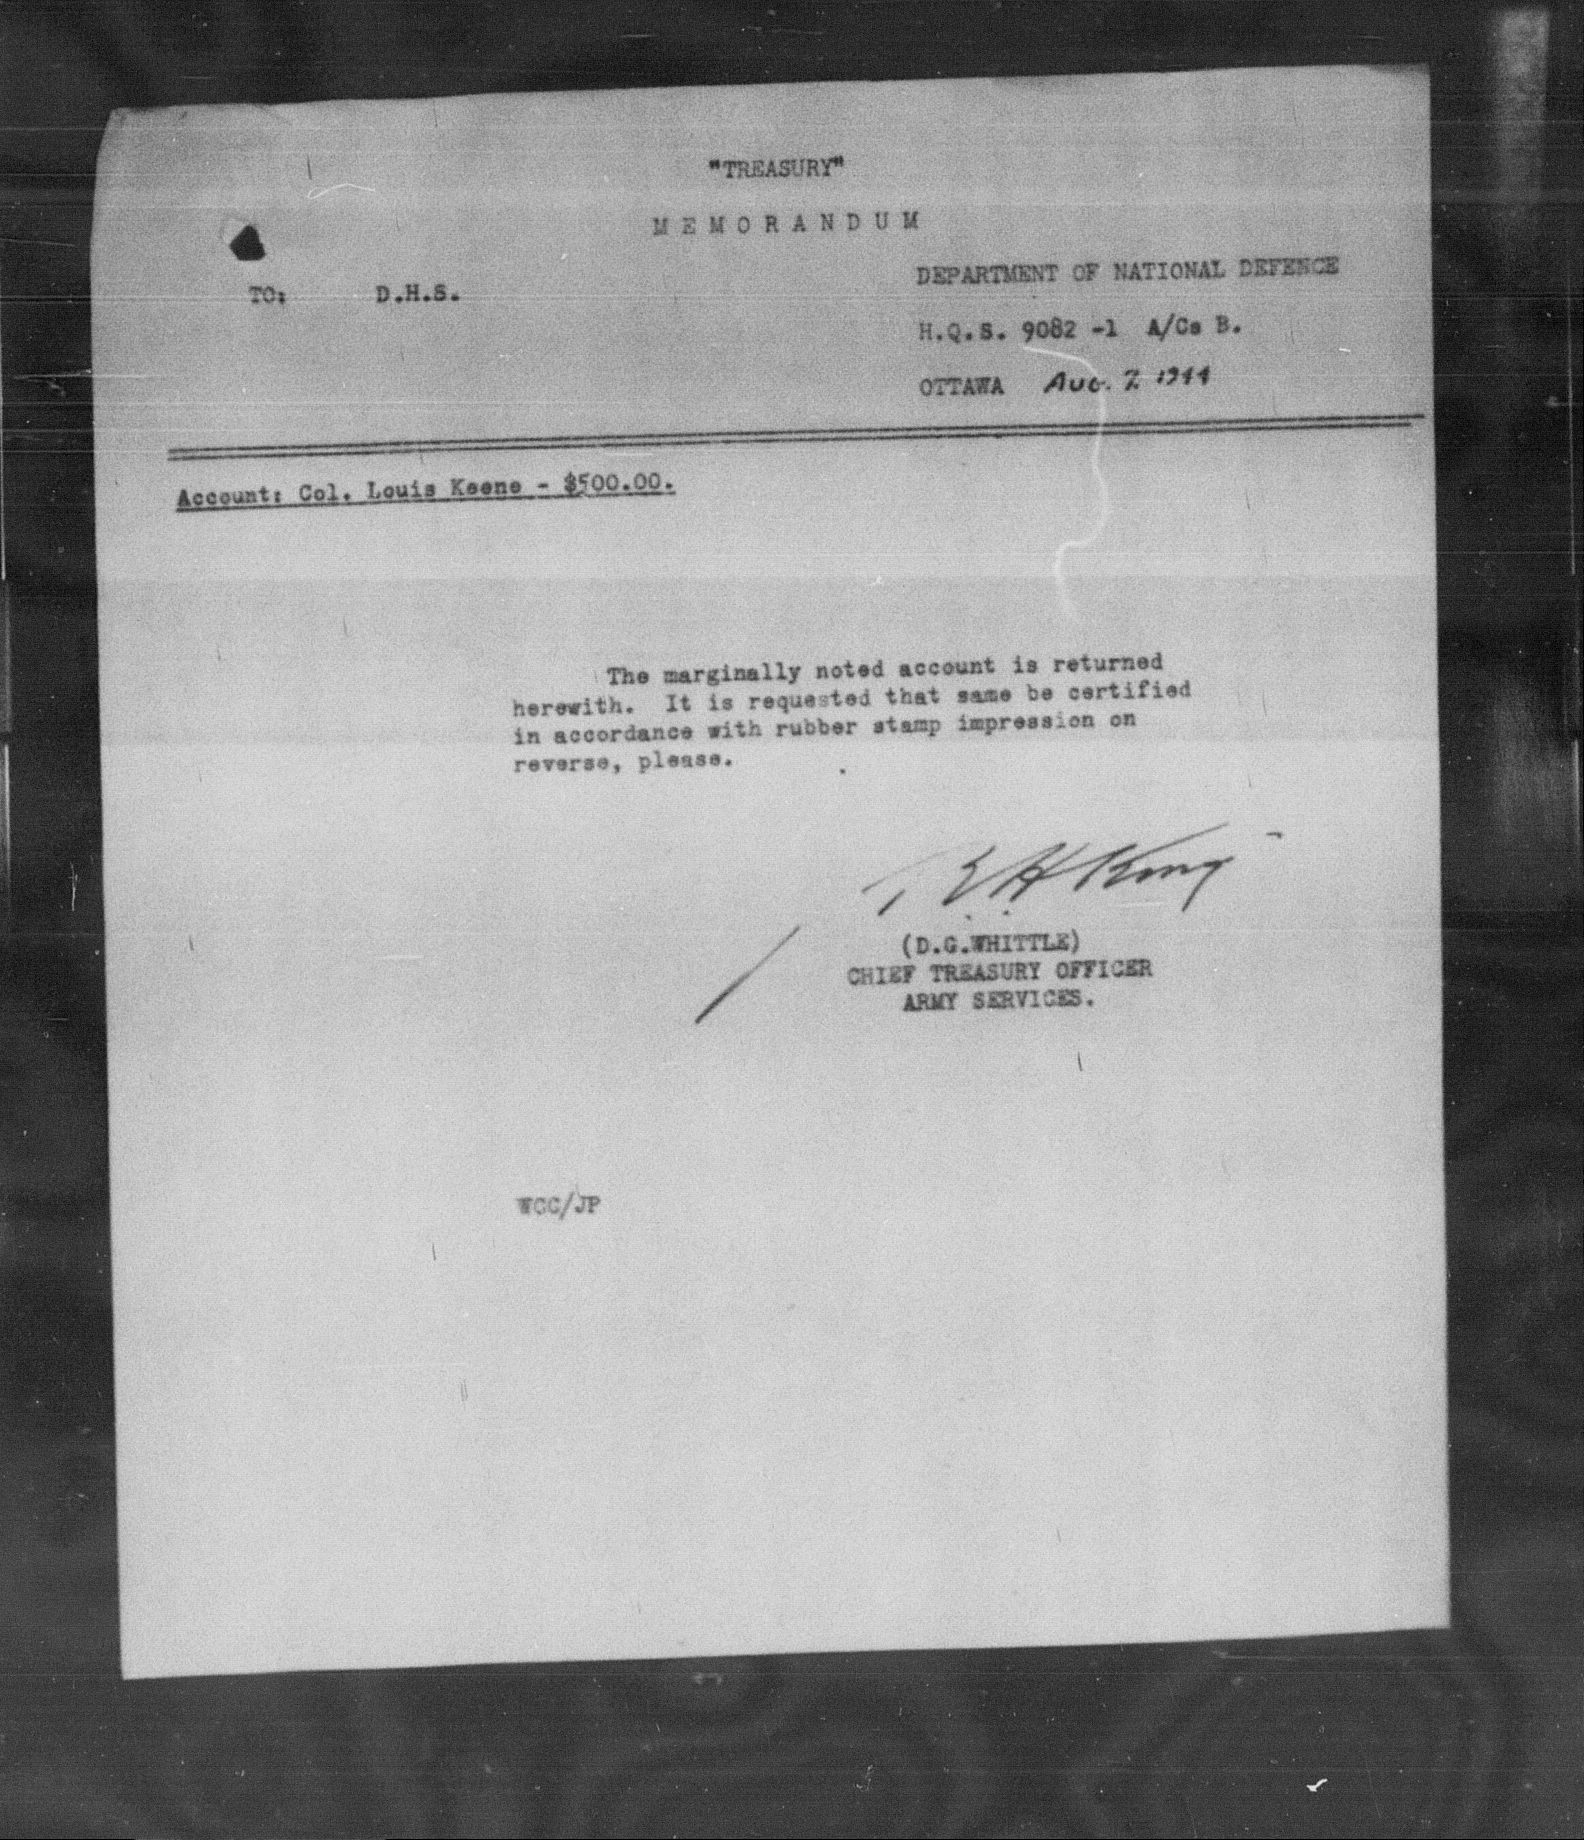 "TREASURY"
MEMORANDUM
DEPARTMENT OF NATIONAL DEFENCE
TO: D.H.S.
H.Q.S. 9082 -1 A/Cs B.
OTTAWA Aug. 7 1944
Account: Col. Louis Keene - $500.00.
The marginally noted account is returned
herewith. It is requested that same be certified
in accordance with rubber stamp impression on
reverse, please.
EHKing
(D.G.WHITTLE)
CHIEF TREASURY OFFICER
ARMY SERVICES.
WCC/JP